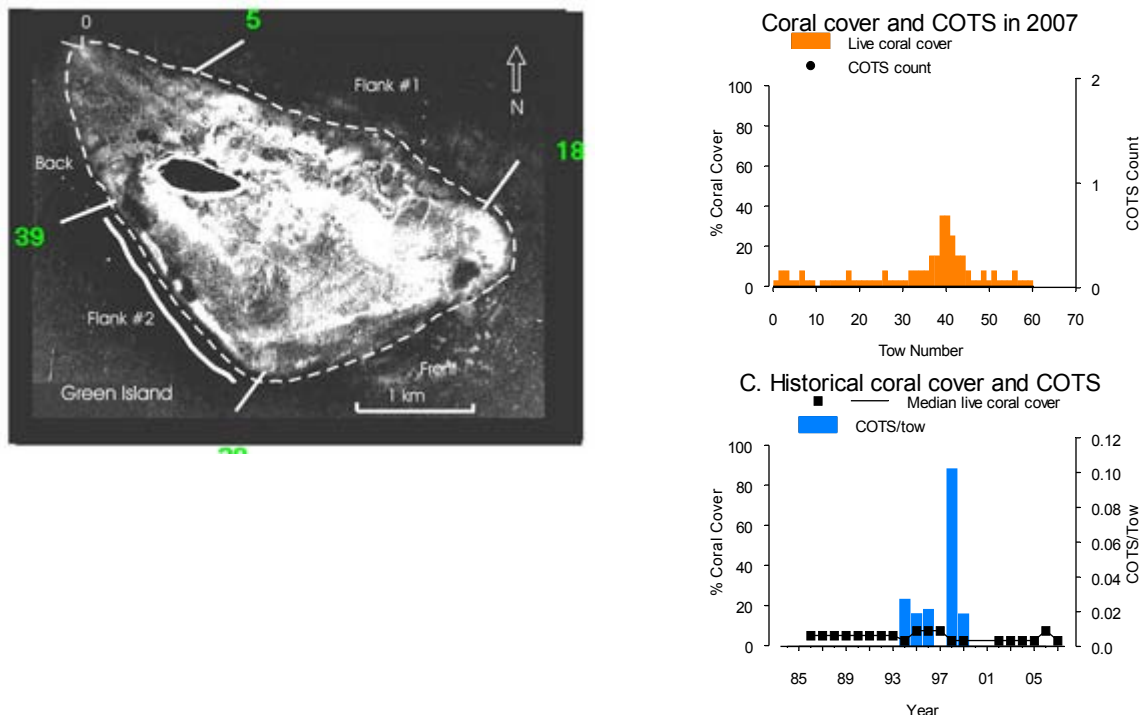 0
5
Flank #1
N
18
Back
39
Flank #2
Front
Green Island
1 km
Coral cover and COTS in 2007
Live coral cover
COTS count
100
80
60
40
20
0
% Coral Cover
2
1
0
COTS Count
0 10 20 30 40 50 60 70
Tow Number
C. Historical coral cover and COTS
Median live coral cover
COTS/tow
100
80
60
40
20
0
% Coral Cover
0.12
0.10
0.08
0.06
0.04
0.02
0.0
COTS/Tow
85 89 93 97 01 05
Year